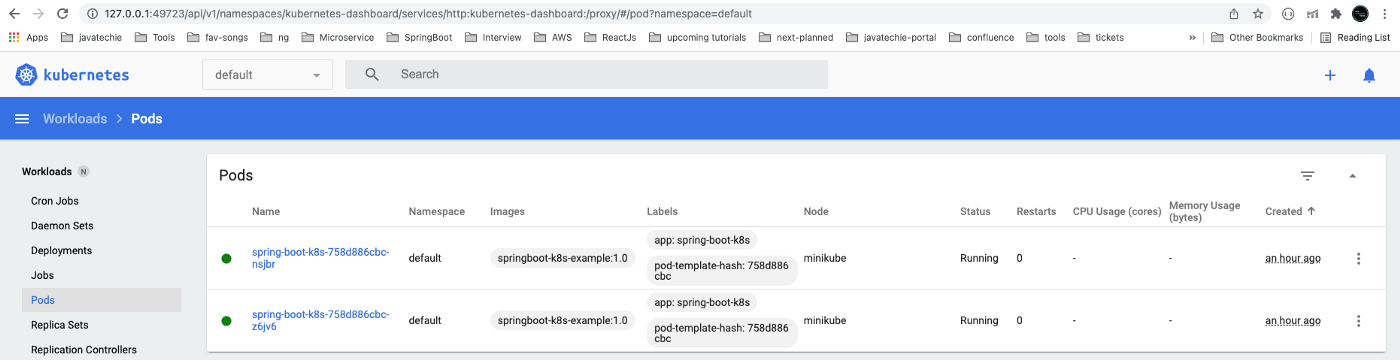 127.0.0.1:49723/api/v1/namespaces/kubernetes-dashboard/services/http:kubernetes-dashboard:/proxy/#/pod?namespace=default
Apps javatechie Tools fav-songs ng Microservice SpringBoot Interview AWS ReactJs upcoming tutorials next-planned javatechie-portal confluence tools tickets » Other Bookmarks Reading List
kubernetes default Search
Workloads > Pods
Workloads N
Cron Jobs
Daemon Sets
Deployments
Jobs
Pods
Replica Sets
Replication Controllers
Pods
Name Namespace Images Labels Node Status Restarts CPU Usage (cores) Memory Usage (bytes) Created
spring-boot-k8s-758d886cbc-
nsjbr
default
springboot-k8s-example:1.0
app: spring-boot-k8s
pod-template-hash: 758d886
cbc
minikube
Running
0
-
-
an hour ago
spring-boot-k8s-758d886cbc-
z6jv6
default
springboot-k8s-example:1.0
app: spring-boot-k8s
pod-template-hash: 758d886
cbc
minikube
Running
0
-
-
an hour ago